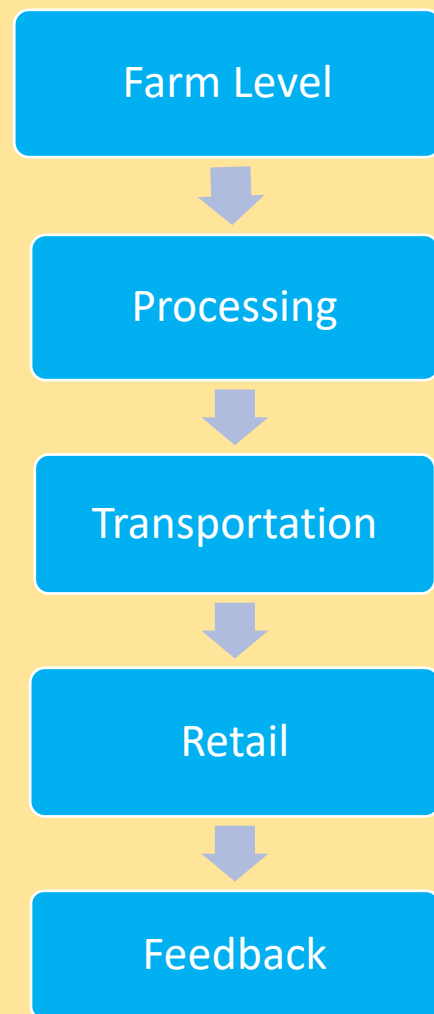 Farm Level
Processing
Transportation
Retail
Feedback